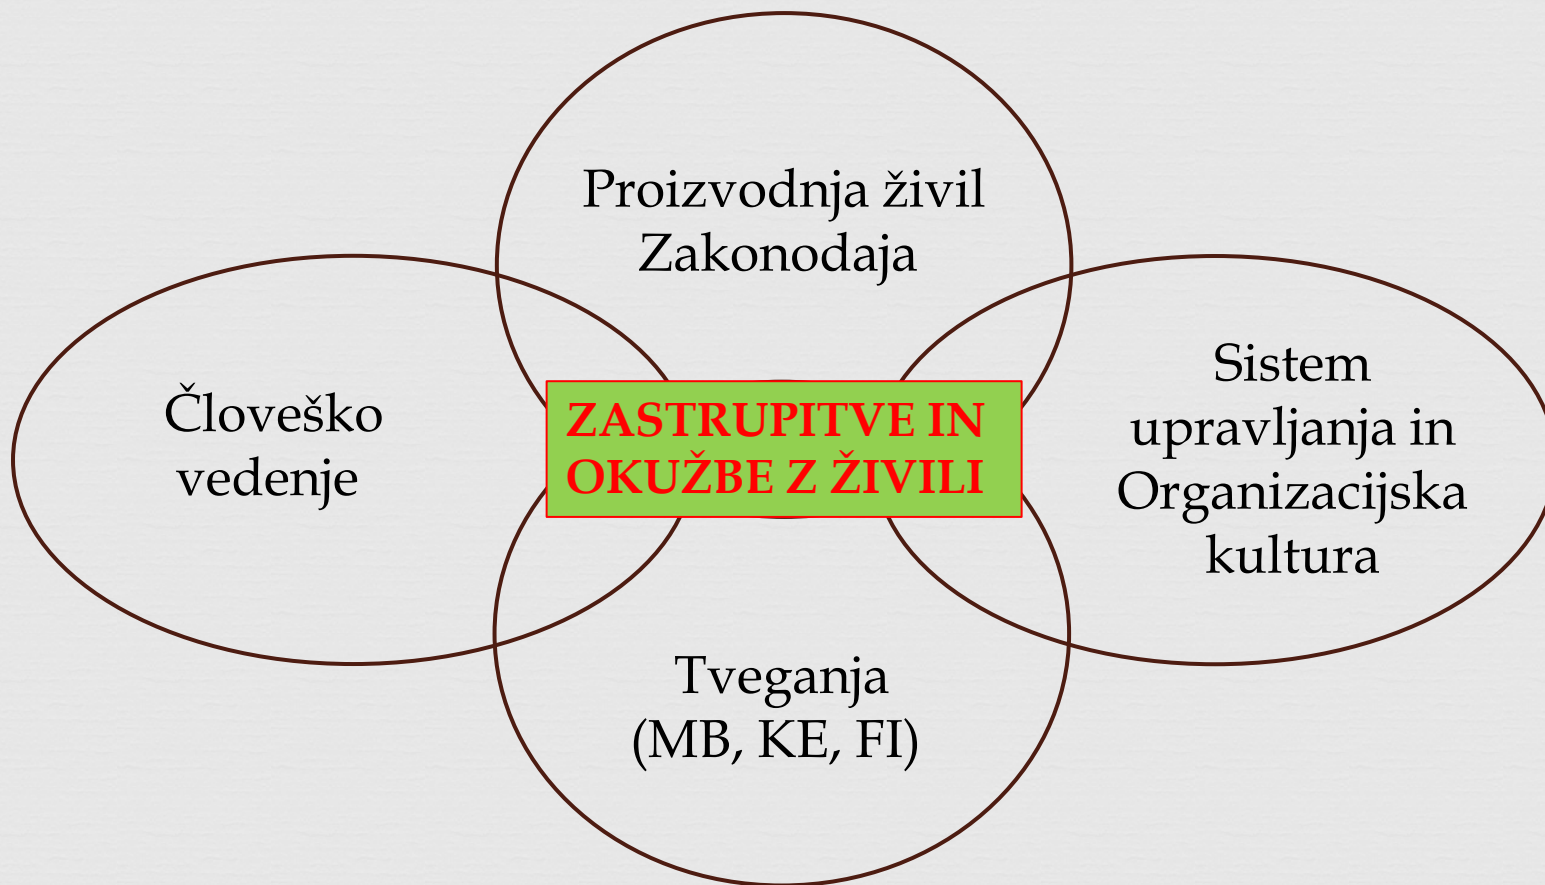 Proizvodnja živil
Zakonodaja
Človeško
vedenje
ZASTRUPITVE IN
OKUŽBE Z ŽIVILI
Sistem
upravljanja in
Organizacijska
kultura
Tveganja
(MB, KE, FI)